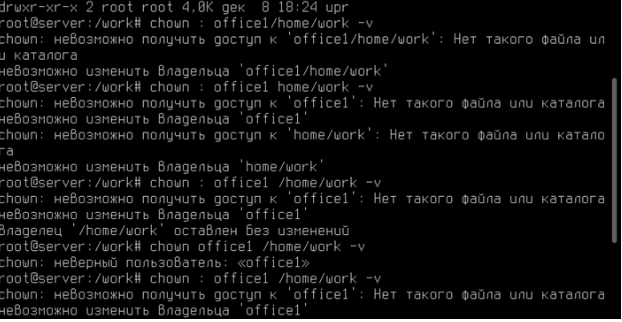 drwxr-xr-x 2 root root 4,0K дек  8 18:24 upr
root@server:/work# chown : office1/home/work -v
chown: невозможно получить доступ к 'office1/home/work': Нет такого файла ил
и каталога
невозможно изменить владельца 'office1/home/work'
root@server:/work# chown : office1 home/work -v
chown: невозможно получить доступ к 'office1': Нет такого файла или каталога
невозможно изменить владельца 'office1'
chown: невозможно получить доступ к 'home/work': Нет такого файла или катало
га
невозможно изменить владельца 'home/work'
root@server:/work# chown : office1 /home/work -v
chown: невозможно получить доступ к 'office1': Нет такого файла или каталога
невозможно изменить владельца 'office1'
владелец '/home/work' оставлен без изменений
root@server:/work# chown office1 /home/work -v
chown: неверный пользователь: «office1»
root@server:/work# chown : office1 /home/work -v
chown: невозможно получить доступ к 'office1': Нет такого файла или каталога
невозможно изменить владельца 'office1'